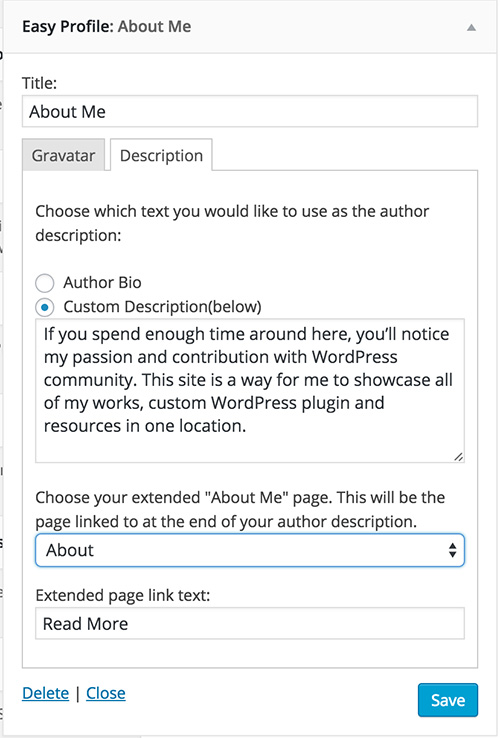 Easy Profile: About Me
Title:
About Me
Gravatar
Description
Choose which text you would like to use as the author
description:
Author Bio
Custom Description(below)
If you spend enough time around here, you’ll notice
my passion and contribution with WordPress
community. This site is a way for me to showcase all
of my works, custom WordPress plugin and
resources in one location.
Choose your extended "About Me" page. This will be the
page linked to at the end of your author description.
About
Extended page link text:
Read More
Delete | Close
Save